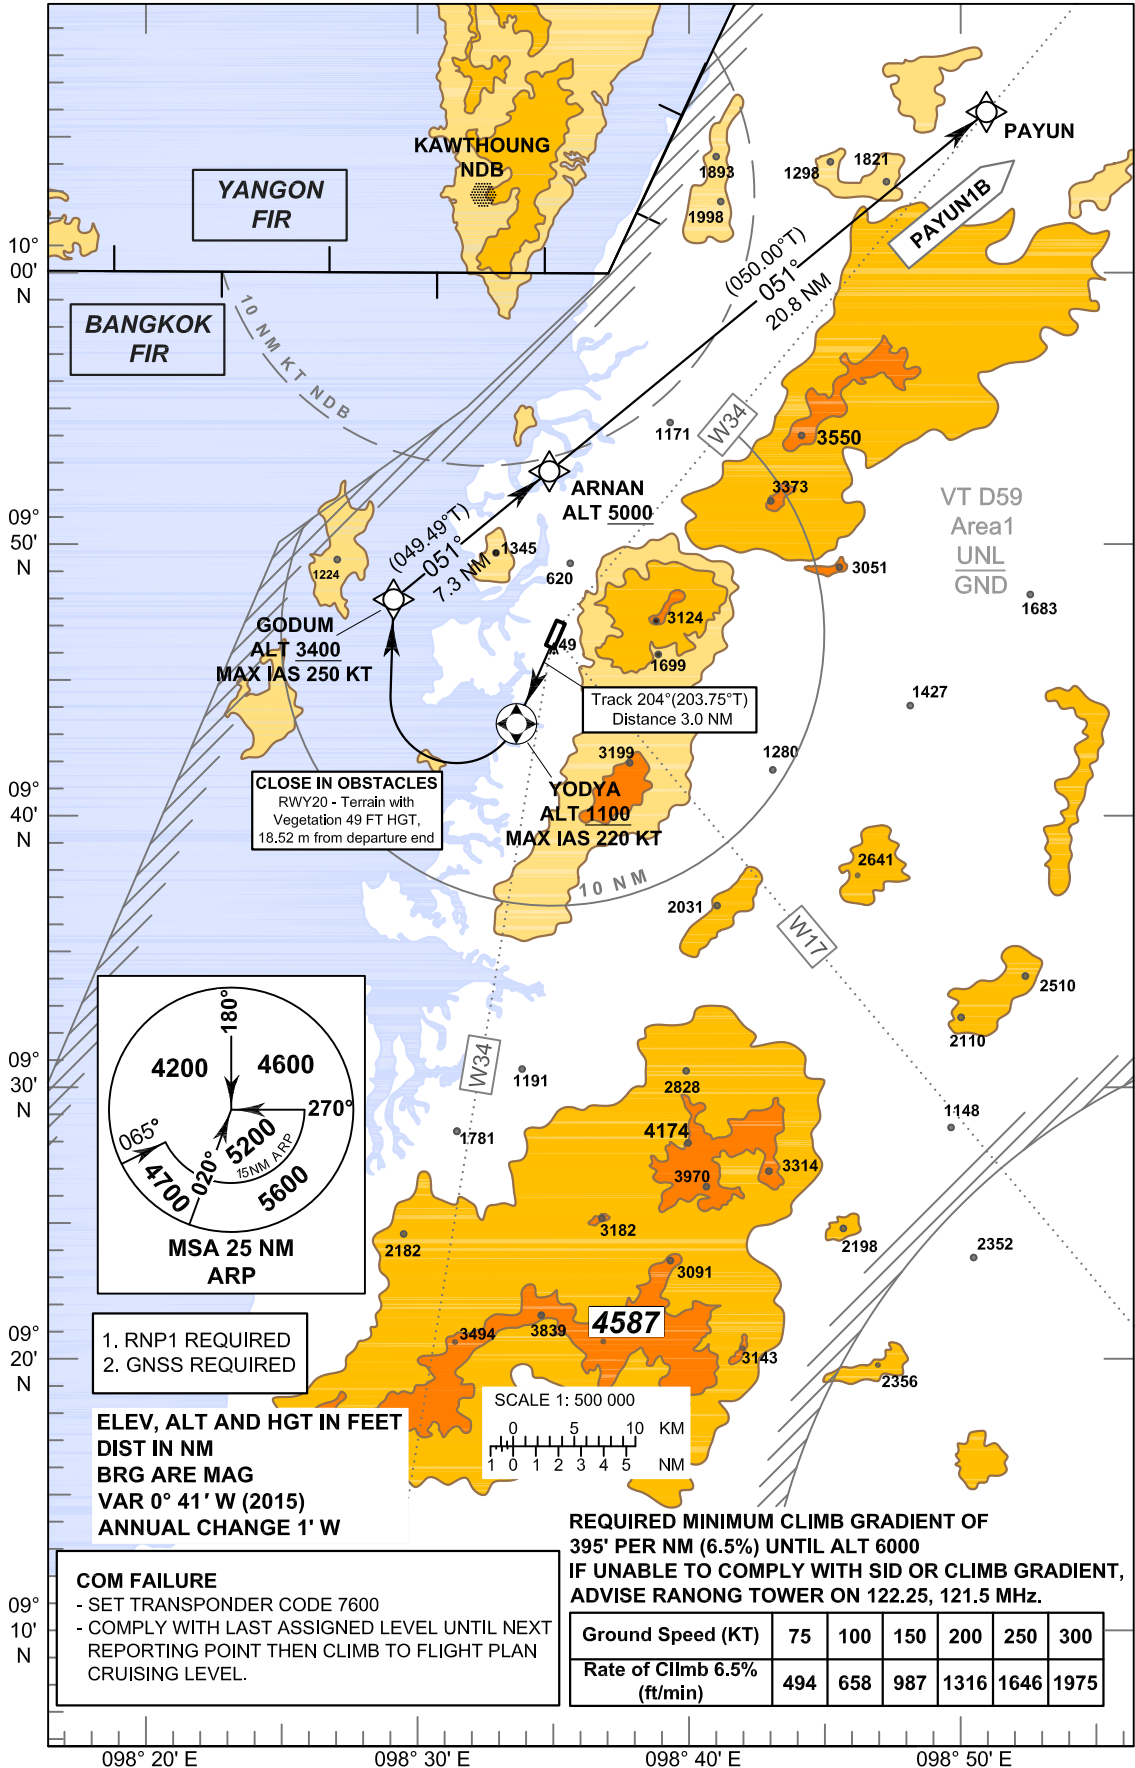 KAWTHOUNG
NDB
YANGON
FIR
BANGKOK
FIR
10°
00'
N
10 NM KT NDB
1893
1998
1298
1821
PAYUN
PAYUN1B
(050.00°T)
051°
20.8 NM
W34
1171
3550
3373
3051
ARNAN
ALT 5000
09°
50'
N
(049.49°T)
051°
7.3 NM
1345
620
1224
VT D59
Area1
UNL
GND
1683
GODUM
ALT 3400
MAX IAS 250 KT
49
3124
1699
Track 204°(203.75°T)
Distance 3.0 NM
1427
1280
3199
CLOSE IN OBSTACLES
RWY20 - Terrain with
Vegetation 49 FT HGT,
18.52 m from departure end
YODYA
ALT 1100
MAX IAS 220 KT
09°
40'
N
10 NM
2641
2031
W17
2510
2110
180°
4200
4600
270°
065°
020°
5200
15NM ARP
4700
5600
MSA 25 NM
ARP
09°
30'
N
W34
1191
1781
2828
4174
3970
3314
1148
2182
3182
3091
2198
2352
3494
3839
4587
3143
2356
09°
20'
N
1. RNP1 REQUIRED
2. GNSS REQUIRED
SCALE 1: 500 000
0 5 10 KM
1 0 1 2 3 4 5 NM
ELEV, ALT AND HGT IN FEET
DIST IN NM
BRG ARE MAG
VAR 0° 41' W (2015)
ANNUAL CHANGE 1' W
REQUIRED MINIMUM CLIMB GRADIENT OF
395' PER NM (6.5%) UNTIL ALT 6000
IF UNABLE TO COMPLY WITH SID OR CLIMB GRADIENT,
ADVISE RANONG TOWER ON 122.25, 121.5 MHz.
COM FAILURE
- SET TRANSPONDER CODE 7600
- COMPLY WITH LAST ASSIGNED LEVEL UNTIL NEXT
REPORTING POINT THEN CLIMB TO FLIGHT PLAN
CRUISING LEVEL.
09°
10'
N
Ground Speed (KT) 75 100 150 200 250 300
Rate of Climb 6.5%
(ft/min) 494 658 987 1316 1646 1975
098° 20' E 098° 30' E 098° 40' E 098° 50' E